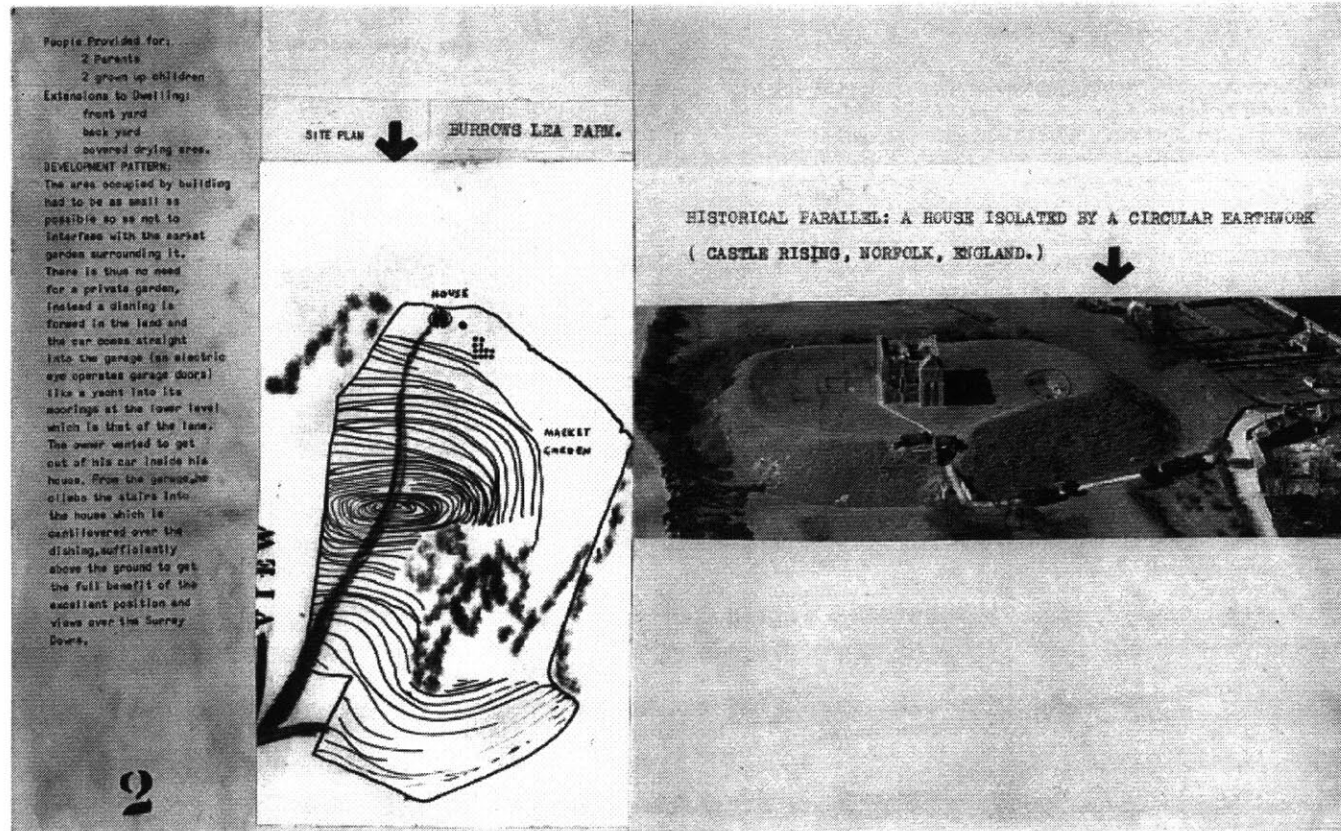 People Provided for:
2 Parents
2 grown up children
Extensions to Dwelling:
front yard
back yard
covered drying area.
DEVELOPMENT PATTERN:
The area occupied by building
had to be as small as
possible so as not to
interfere with the market
garden surrounding it.
There is thus no need
for a private garden,
instead a dishing is
formed in the land and
the car comes straight
into the garage (an electric
eye operates garage doors)
like a yacht into its
moorings at the lower level
which is that of the lane.
The owner wanted to get
out of his car inside his
house. From the garage,he
climbs the stairs into
the house which is
cantilevered over the
dishing,sufficiently
above the ground to get
the full benefit of the
excellent position and
views over the Surrey
Downs.
2
SITE PLAN
BURROWS LEA FARM.
HOUSE
MARKET
GARDEN
VIEW
HISTORICAL PARALLEL: A HOUSE ISOLATED BY A CIRCULAR EARTHWORK
( CASTLE RISING, NORFOLK, ENGLAND.)